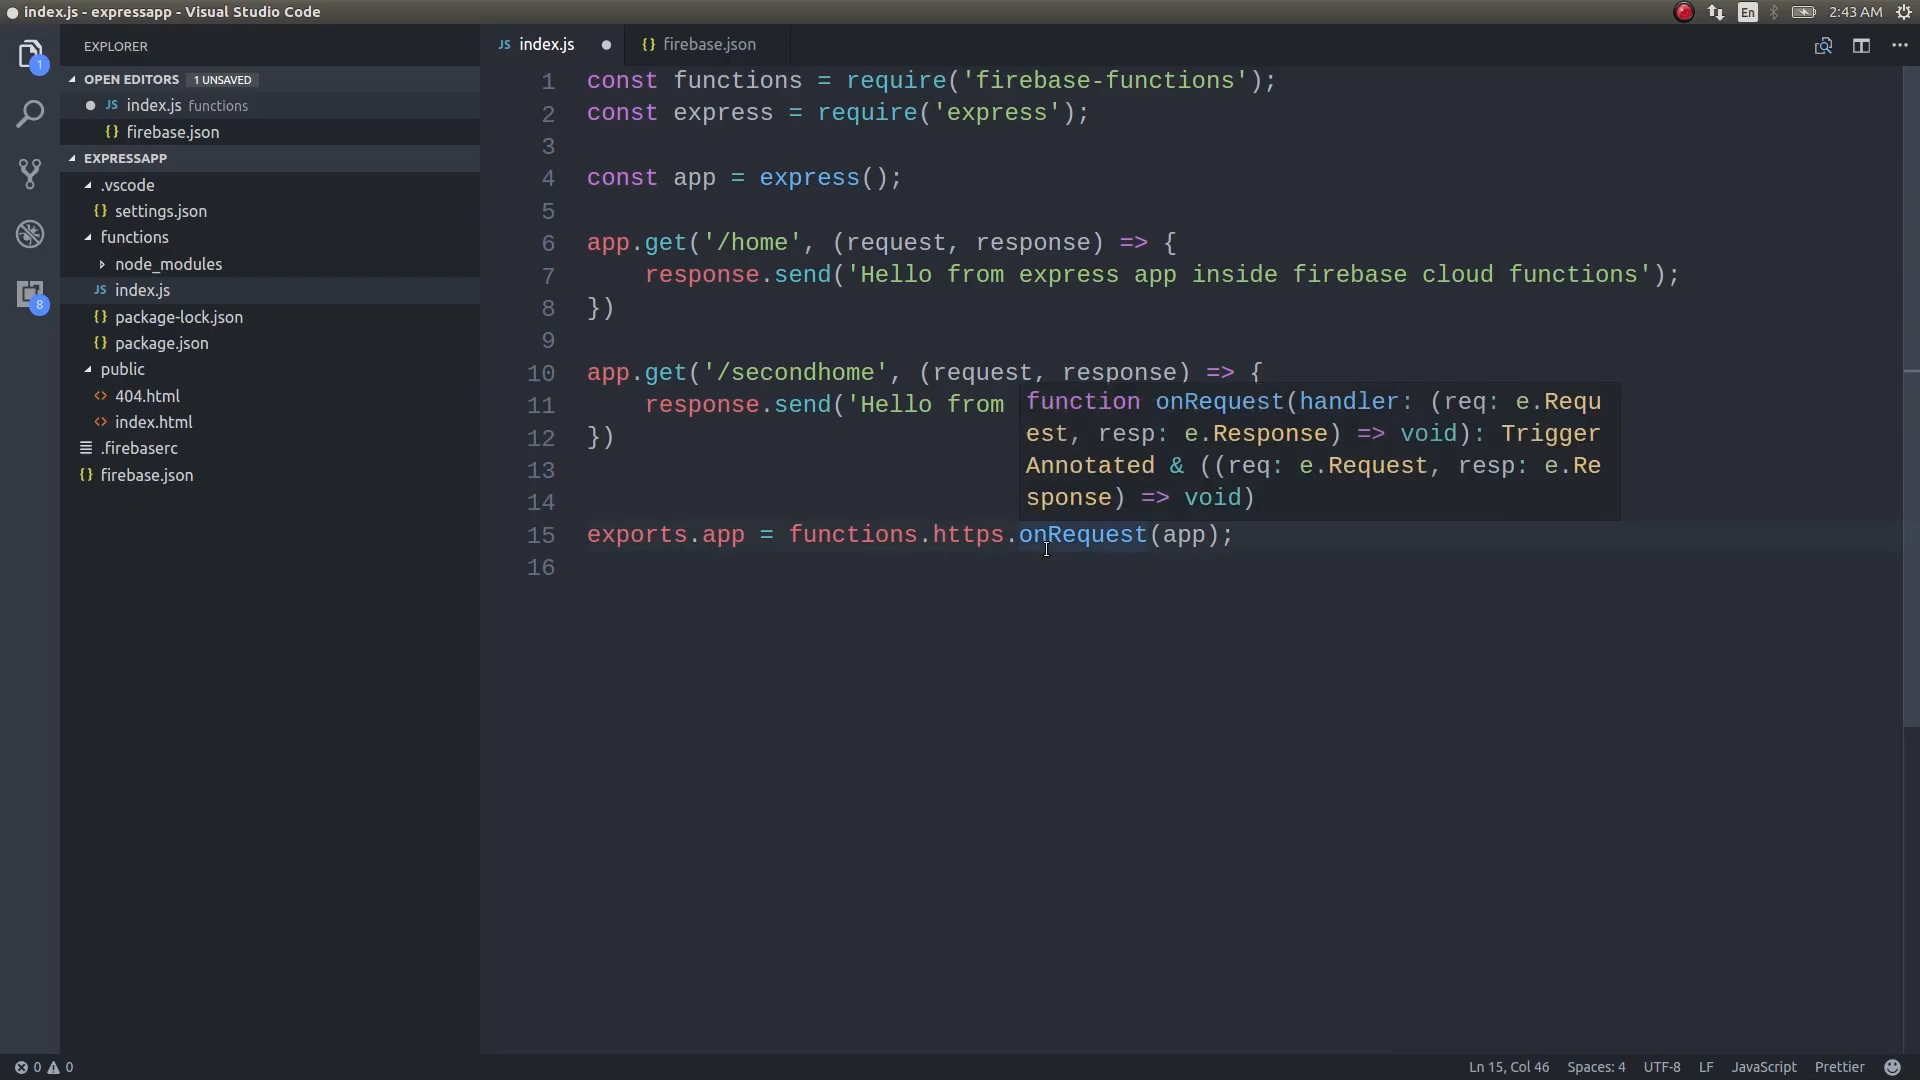 index.js - expressapp - Visual Studio Code
En
2:43 AM
EXPLORER
OPEN EDITORS 1 UNSAVED
JS index.js functions
{} firebase.json
EXPRESSAPP
.vscode
{} settings.json
functions
node_modules
JS index.js
{} package-lock.json
{} package.json
public
<> 404.html
<> index.html
.firebaserc
{} firebase.json
1
8
JS index.js
{} firebase.json
1 const functions = require('firebase-functions');
2 const express = require('express');
3
4 const app = express();
5
6 app.get('/home', (request, response) => {
7 response.send('Hello from express app inside firebase cloud functions');
8 })
9
10 app.get('/secondhome', (request, response) => {
11 response.send('Hello from
12 })
13
14
15 exports.app = functions.https.onRequest(app);
16
function onRequest(handler: (req: e.Requ
est, resp: e.Response) => void): Trigger
Annotated & ((req: e.Request, resp: e.Re
sponse) => void)
0 0
Ln 15, Col 46 Spaces: 4 UTF-8 LF JavaScript Prettier